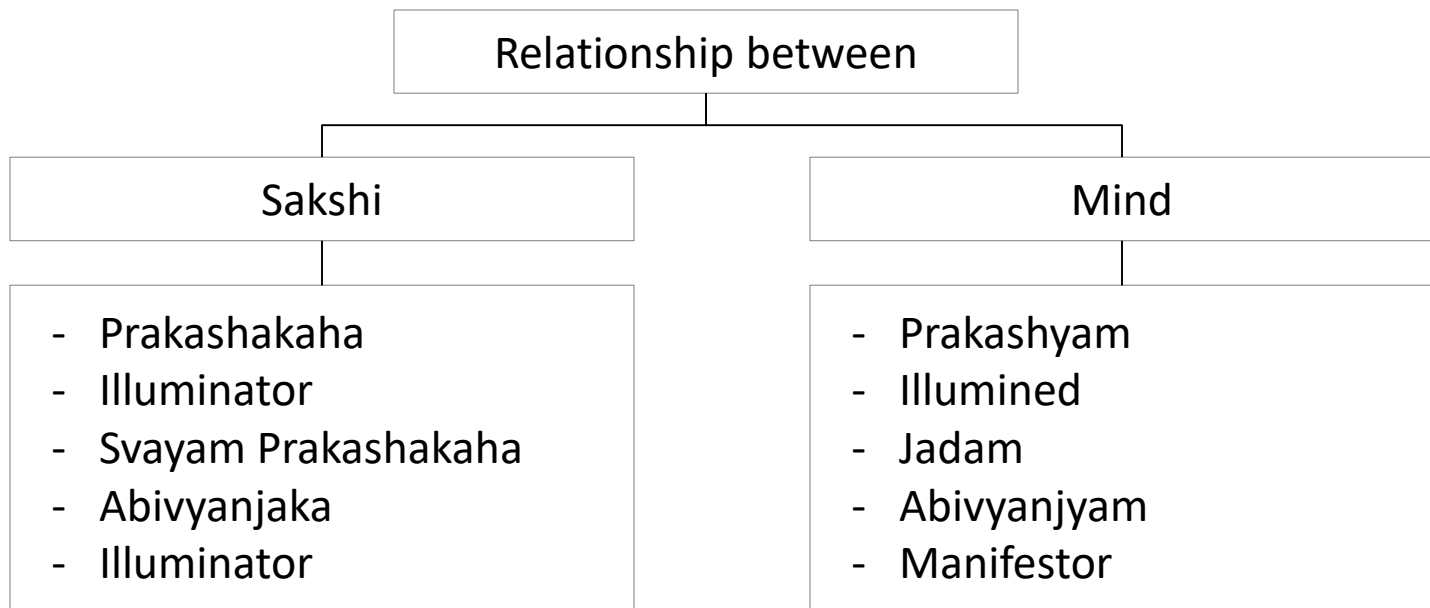 Relationship between
Sakshi
Mind
- Prakashakaha
- Illuminator
- Svayam Prakashakaha
- Abivyanjaka
- Illuminator
- Prakashyam
- Illumined
- Jadam
- Abivyanjyam
- Manifestor